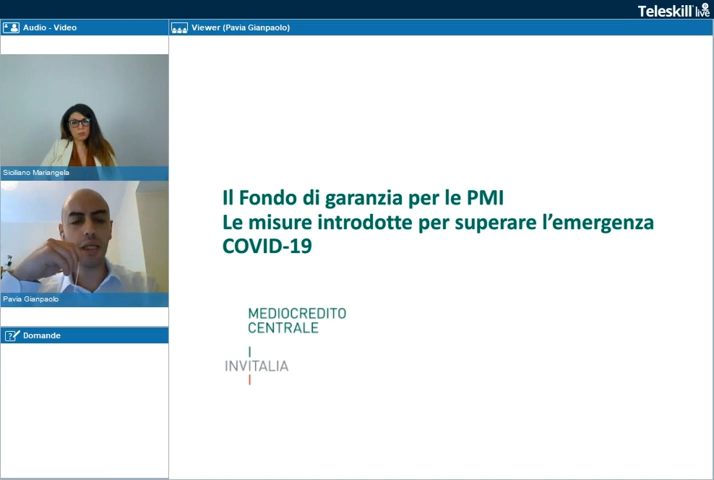 Teleskill live
Audio - Video
Viewer (Pavia Gianpaolo)
Siciliano Mariangela
Pavia Gianpaolo
Domande
Il Fondo di garanzia per le PMI
Le misure introdotte per superare l'emergenza
COVID-19
MEDIOCREDITO
CENTRALE
INVITALIA